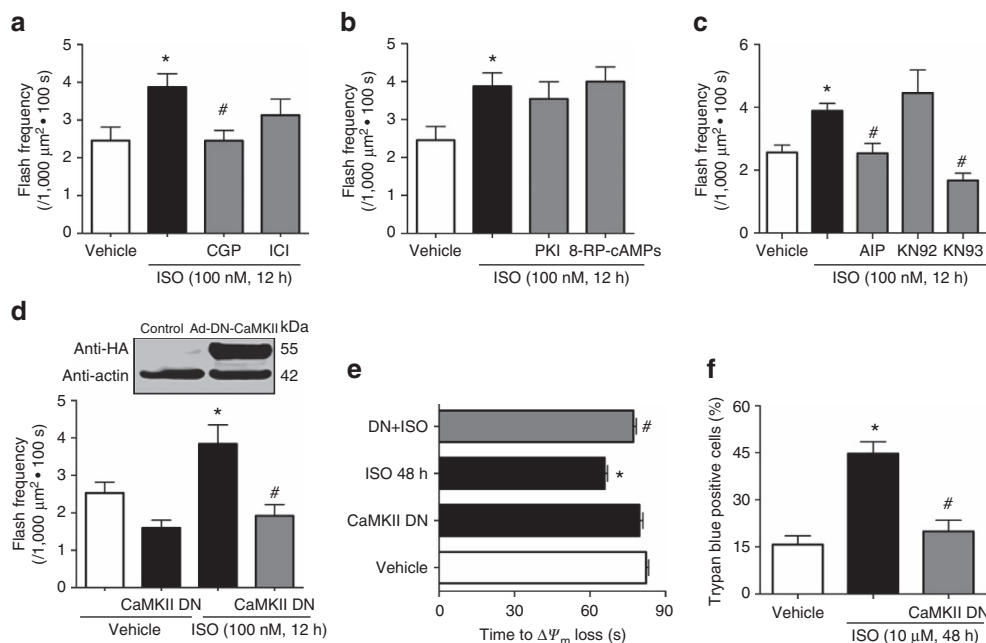 a
Flash frequency
(/1,000 µm² • 100 s)
5
4
3
2
1
0
*
#
Vehicle
CGP
ICI
ISO (100 nM, 12 h)
b
Flash frequency
(/1,000 µm² • 100 s)
5
4
3
2
1
0
*
Vehicle
PKI
8-RP-cAMPs
ISO (100 nM, 12 h)
c
Flash frequency
(/1,000 µm² • 100 s)
6
4
2
0
*
#
#
Vehicle
AIP
KN92
KN93
ISO (100 nM, 12 h)
d
Control
Ad-DN-CaMKII
kDa
Anti-HA
55
Anti-actin
42
Flash frequency
(/1,000 µm² • 100 s)
5
4
3
2
1
0
*
#
CaMKII DN
CaMKII DN
Vehicle
ISO (100 nM, 12 h)
e
DN+ISO
#
ISO 48 h
*
CaMKII DN
Vehicle
0
30
60
90
Time to ΔΨm loss (s)
f
Trypan blue positive cells (%)
60
45
30
15
0
*
#
Vehicle
CaMKII DN
ISO (10 µM, 48 h)